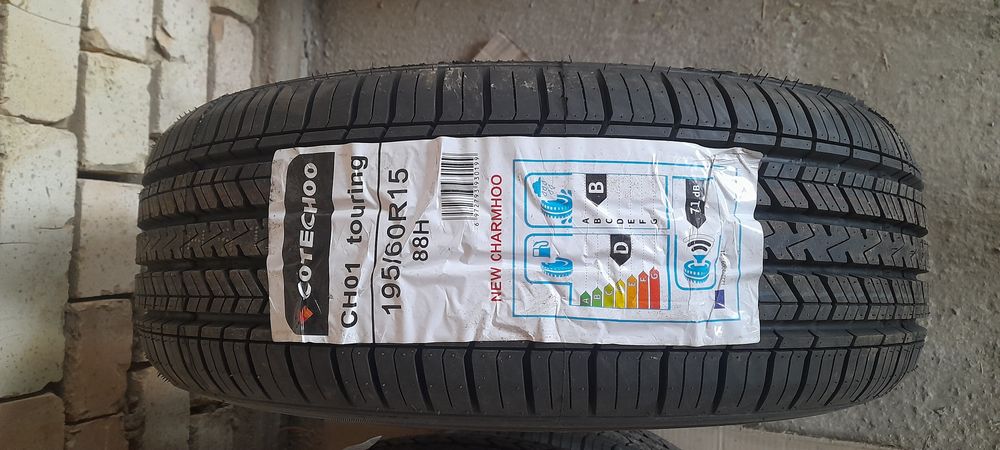 COTECHOO
CH01 touring
195/60R15
88H
NEW CHARMHOO
B
A
B
C
D
E
F
G
D
A
B
C
D
E
F
G
71 dB